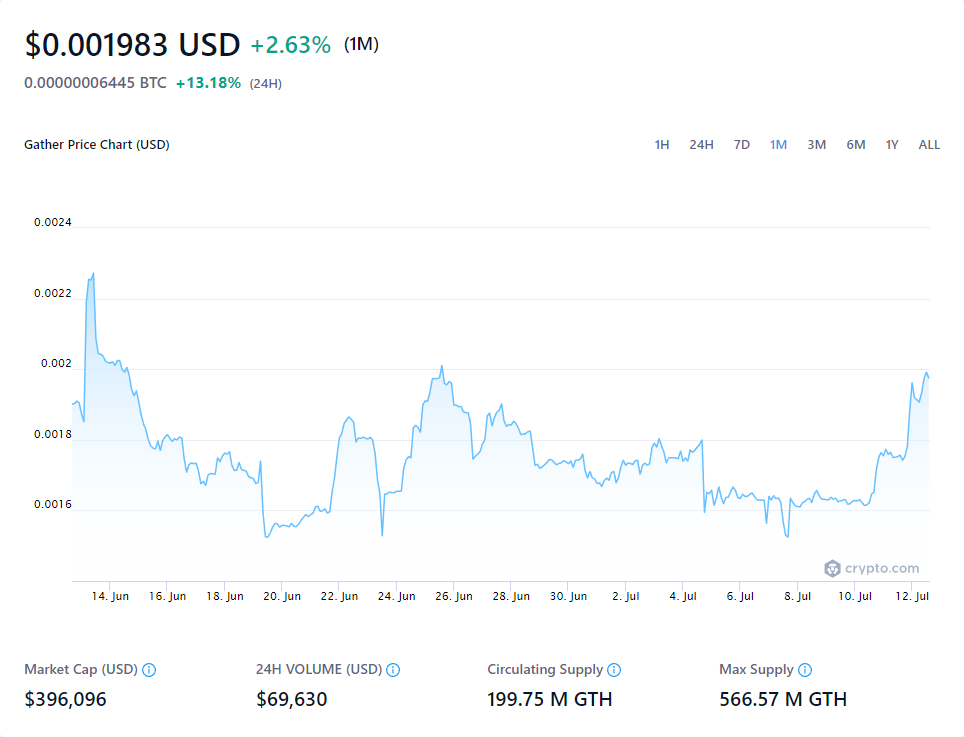 $0.001983 USD +2.63% (1M)
0.00000006445 BTC +13.18% (24H)
Gather Price Chart (USD) 1H 24H 7D 1M 3M 6M 1Y ALL
0.0024
0.0022
0.002
0.0018
0.0016
crypto.com
14. Jun 16. Jun 18. Jun 20. Jun 22. Jun 24. Jun 26. Jun 28. Jun 30. Jun 2. Jul 4. Jul 6. Jul 8. Jul 10. Jul 12. Jul
Market Cap (USD) 24H VOLUME (USD) Circulating Supply Max Supply
$396,096 $69,630 199.75 M GTH 566.57 M GTH